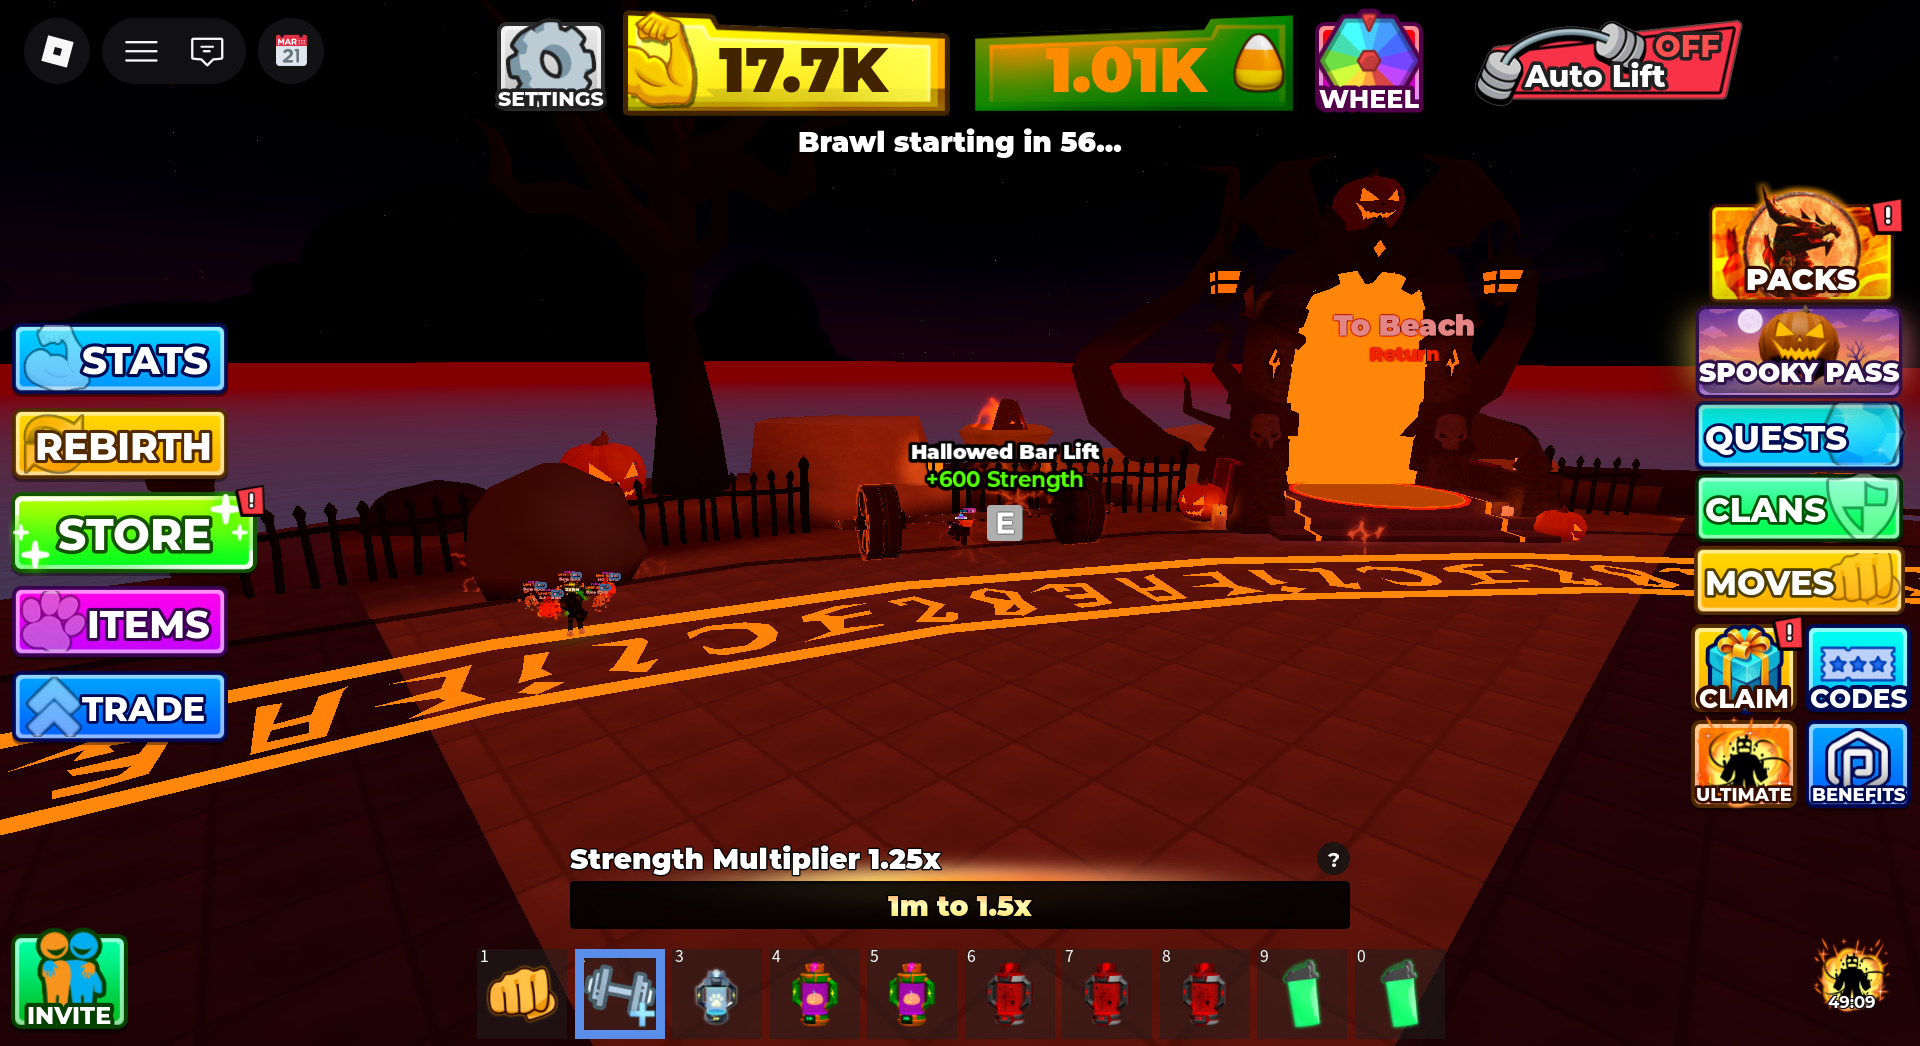 MAR
21
SETTINGS
17.7K
1.01K
WHEEL
OFF
Auto Lift
Brawl starting in 56...
PACKS
!
SPOOKY PASS
To Beach
Return
STATS
REBIRTH
STORE
!
ITEMS
TRADE
QUESTS
CLANS
MOVES
!
CLAIM
CODES
ULTIMATE
BENEFITS
Hallowed Bar Lift
+600 Strength
E
Strength Multiplier 1.25x
?
1m to 1.5x
INVITE
1
3
4
5
6
7
8
9
0
49:09